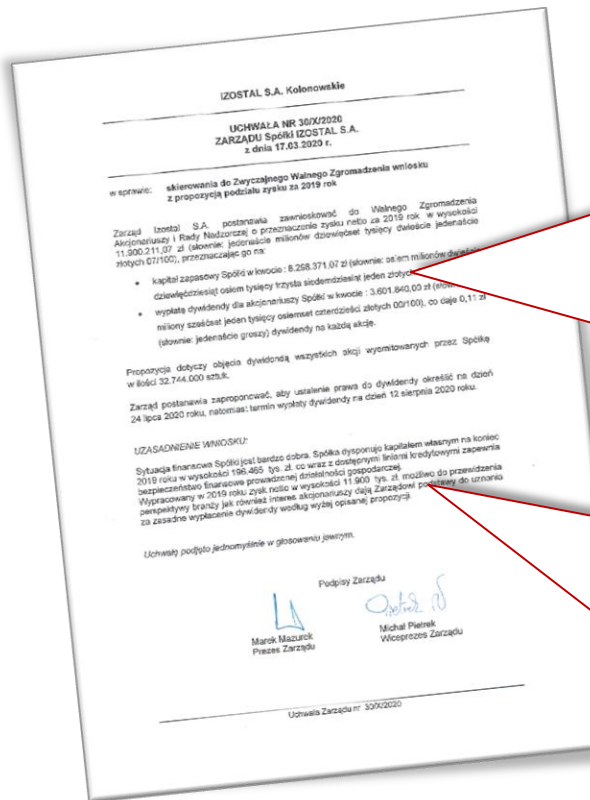 IZOSTAL S.A. Kolonowskie
UCHWAŁA NR 30/X/2020
ZARZĄDU Spółki IZOSTAL S.A.
z dnia 17.03.2020 r.
w sprawie: skierowania do Zwyczajnego Walnego Zgromadzenia wniosku
z propozycją podziału zysku za 2019 rok
Zarząd Izostal S.A. postanawia zawnioskować do Walnego Zgromadzenia
Akcjonariuszy i Rady Nadzorczej o przeznaczenie zysku netto za 2019 rok w wysokości
11.900.211,07 zł (słownie: jedenaście milionów dziewięćset tysięcy dwieście jedenaście
złotych 07/100), przeznaczając go na:
• kapitał zapasowy Spółki w kwocie : 8.298.371,07 zł (słownie: osiem milionów dwieście
dziewięćdziesiąt osiem tysięcy trzysta siedemdziesiąt jeden złotych
• wypłatę dywidendy dla akcjonariuszy Spółki w kwocie : 3.601.840,00 zł (słownie:
miliony sześćset jeden tysięcy osiemset czterdzieści złotych 00/100), co daje 0,11 zł
(słownie: jedenaście groszy) dywidendy na każdą akcję.
Propozycja dotyczy objęcia dywidendą wszystkich akcji wyemitowanych przez Spółkę
w ilości 32.744.000 sztuk.
Zarząd postanawia zaproponować, aby ustalenie prawa do dywidendy określić na dzień
24 lipca 2020 roku, natomiast termin wypłaty dywidendy na dzień 12 sierpnia 2020 roku.
UZASADNIENIE WNIOSKU:
Sytuacja finansowa Spółki jest bardzo dobra. Spółka dysponuje kapitałem własnym na koniec
2019 roku w wysokości 196.465 tys. zł. co wraz z dostępnymi liniami kredytowymi zapewnia
bezpieczeństwo finansowe prowadzonej działalności gospodarczej.
Wypracowany w 2019 roku zysk netto w wysokości 11.900 tys. zł. możliwe do przewidzenia
perspektywy branży jak również interes akcjonariuszy dają Zarządowi podstawy do uznania
za zasadne wypłacenie dywidendy według wyżej opisanej propozycji.
Uchwałę podjęto jednomyślnie w głosowaniu jawnym.
Podpisy Zarządu
Marek Mazurek
Prezes Zarządu
Michał Pietrek
Wiceprezes Zarządu
Uchwała Zarządu nr 30/X/2020